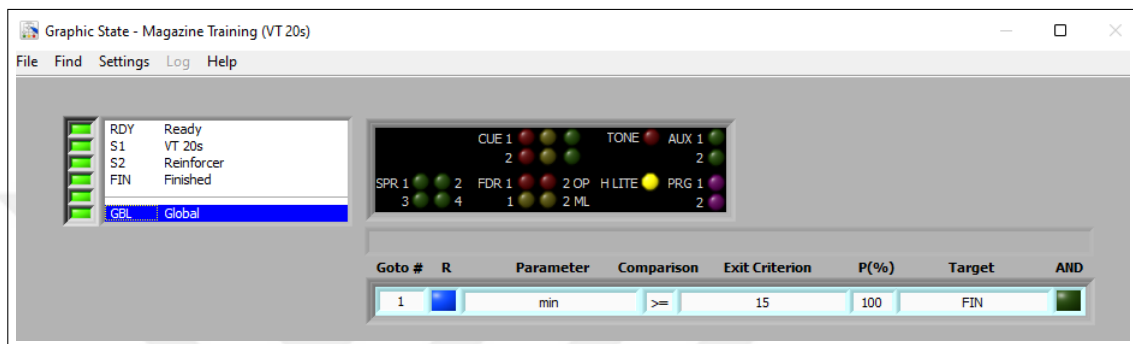 Graphic State - Magazine Training (VT 20s)
File Find Settings Log Help
RDY Ready
S1 VT 20s
S2 Reinforcer
FIN Finished
GBL Global
CUE 1 TONE AUX 1
2 2
SPR 1 2 FDR 1 2 OP H LITE PRG 1
3 4 1 2 ML 2
Goto # R Parameter Comparison Exit Criterion P(%) Target AND
1 min >= 15 100 FIN